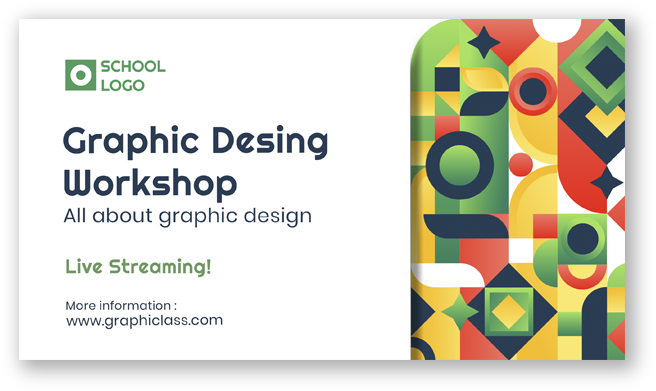 SCHOOL
LOGO
Graphic Desing
Workshop
All about graphic design
Live Streaming!
More information :
www.graphiclass.com